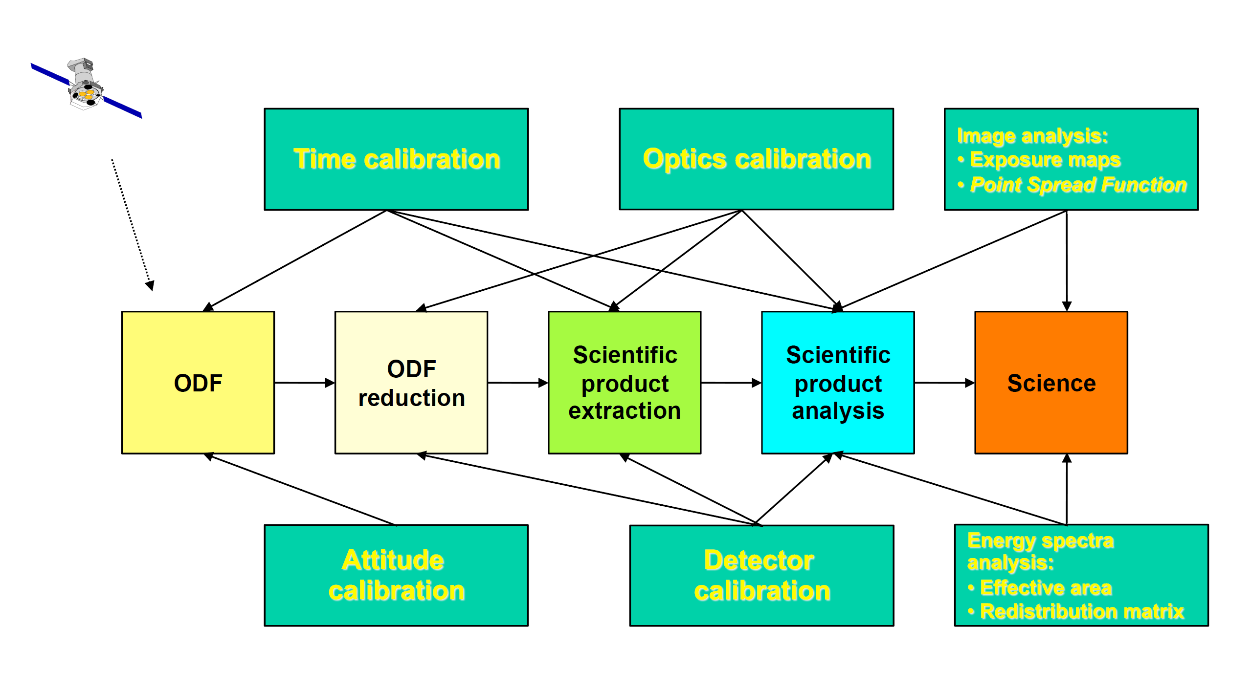 Time calibration
Optics calibration
Image analysis:
• Exposure maps
• Point Spread Function
ODF
ODF
reduction
Scientific
product
extraction
Scientific
product
analysis
Science
Attitude
calibration
Detector
calibration
Energy spectra
analysis:
• Effective area
• Redistribution matrix